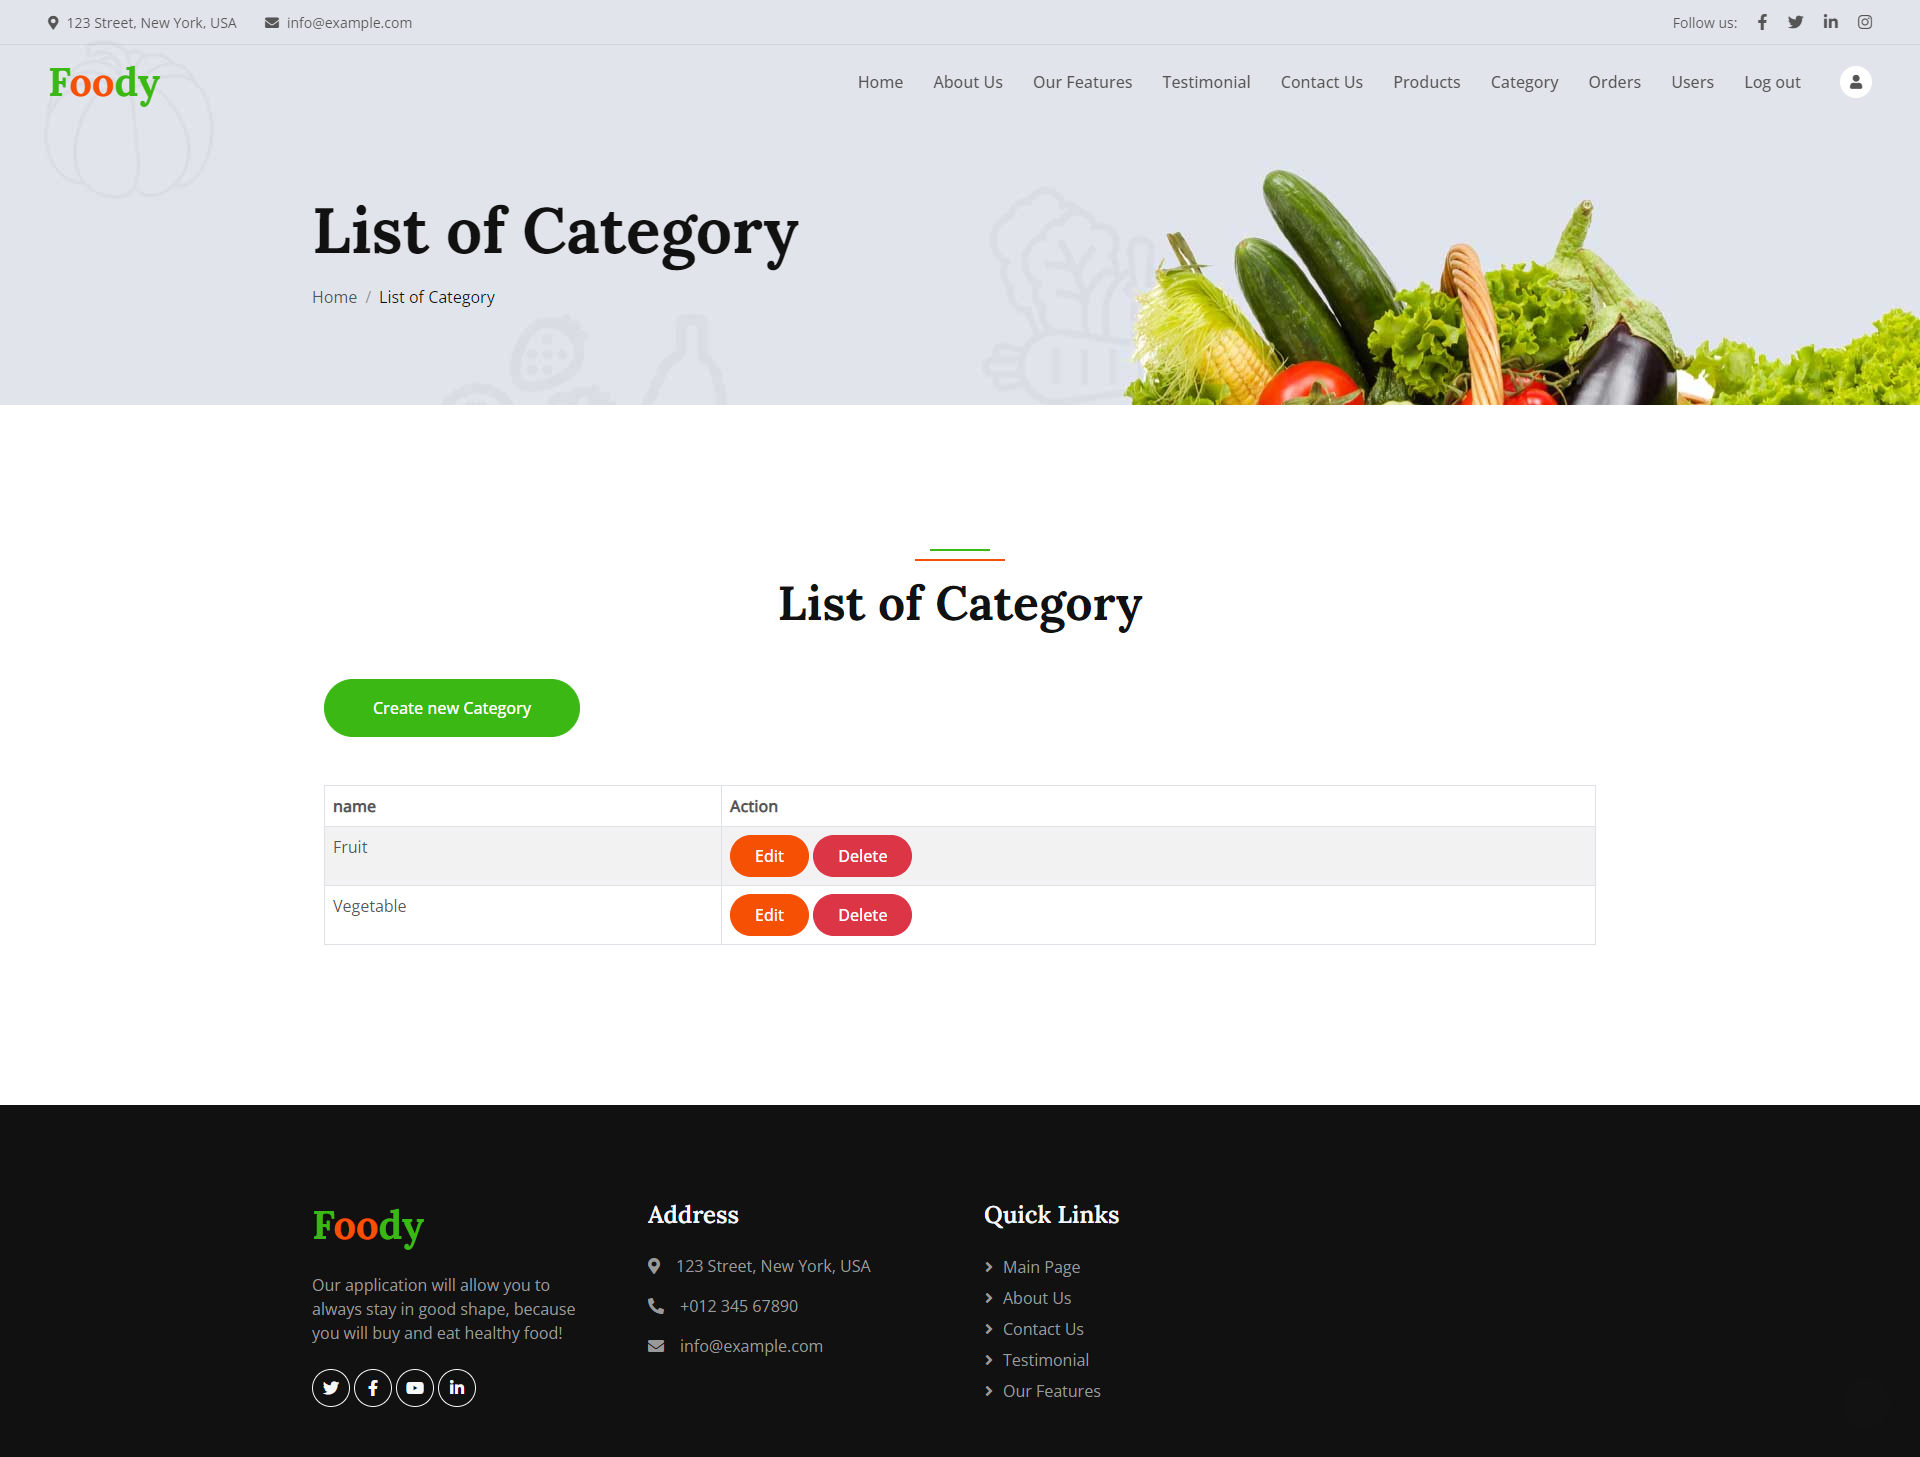 123 Street, New York, USA info@example.com Follow us:
Foody Home About Us Our Features Testimonial Contact Us Products Category Orders Users Log out
List of Category
Home / List of Category
List of Category
Create new Category
name Action
Fruit Edit Delete
Vegetable Edit Delete
Foody
Our application will allow you to
always stay in good shape, because
you will buy and eat healthy food!
Address
123 Street, New York, USA
+012 345 67890
info@example.com
Quick Links
Main Page
About Us
Contact Us
Testimonial
Our Features